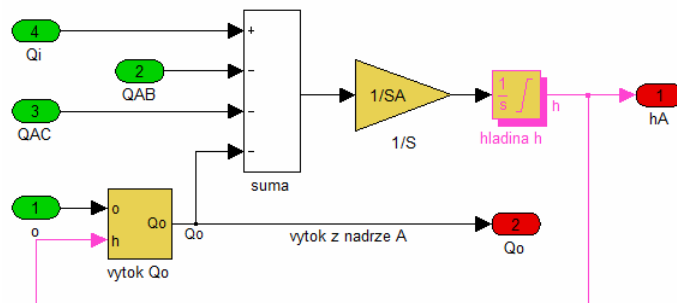 4
+
Qi
2
−
QAB
3
−
QAC
−
suma
1/SA
1/S
1
s
h
hladina h
1
hA
1
o
o
h
Qo
vytok Qo
Qo
vytok z nadrze A
2
Qo